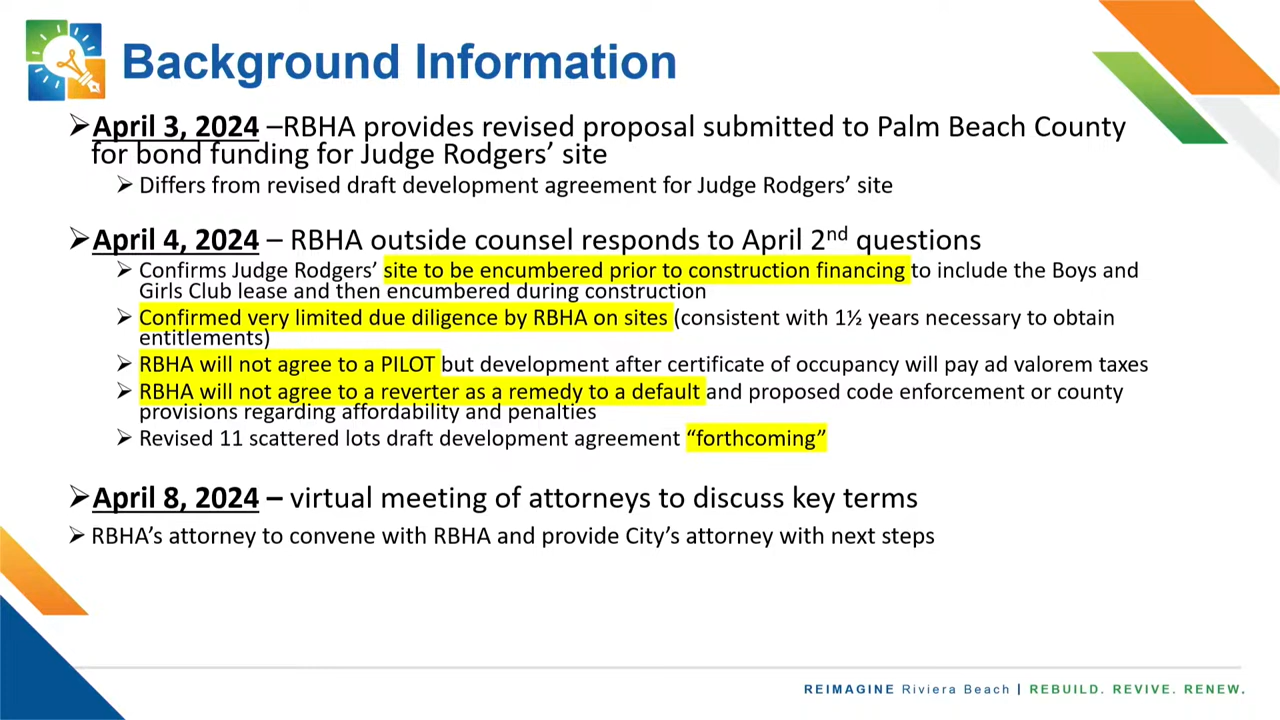 Background Information
➢April 3, 2024 –RBHA provides revised proposal submitted to Palm Beach County
for bond funding for Judge Rodgers’ site
➢ Differs from revised draft development agreement for Judge Rodgers’ site
➢April 4, 2024 – RBHA outside counsel responds to April 2nd questions
➢ Confirms Judge Rodgers’ site to be encumbered prior to construction financing to include the Boys and
Girls Club lease and then encumbered during construction
➢ Confirmed very limited due diligence by RBHA on sites (consistent with 1½ years necessary to obtain
entitlements)
➢ RBHA will not agree to a PILOT but development after certificate of occupancy will pay ad valorem taxes
➢ RBHA will not agree to a reverter as a remedy to a default and proposed code enforcement or county
provisions regarding affordability and penalties
➢ Revised 11 scattered lots draft development agreement “forthcoming”
➢April 8, 2024 – virtual meeting of attorneys to discuss key terms
➢ RBHA’s attorney to convene with RBHA and provide City’s attorney with next steps
REIMAGINE Riviera Beach | REBUILD. REVIVE. RENEW.